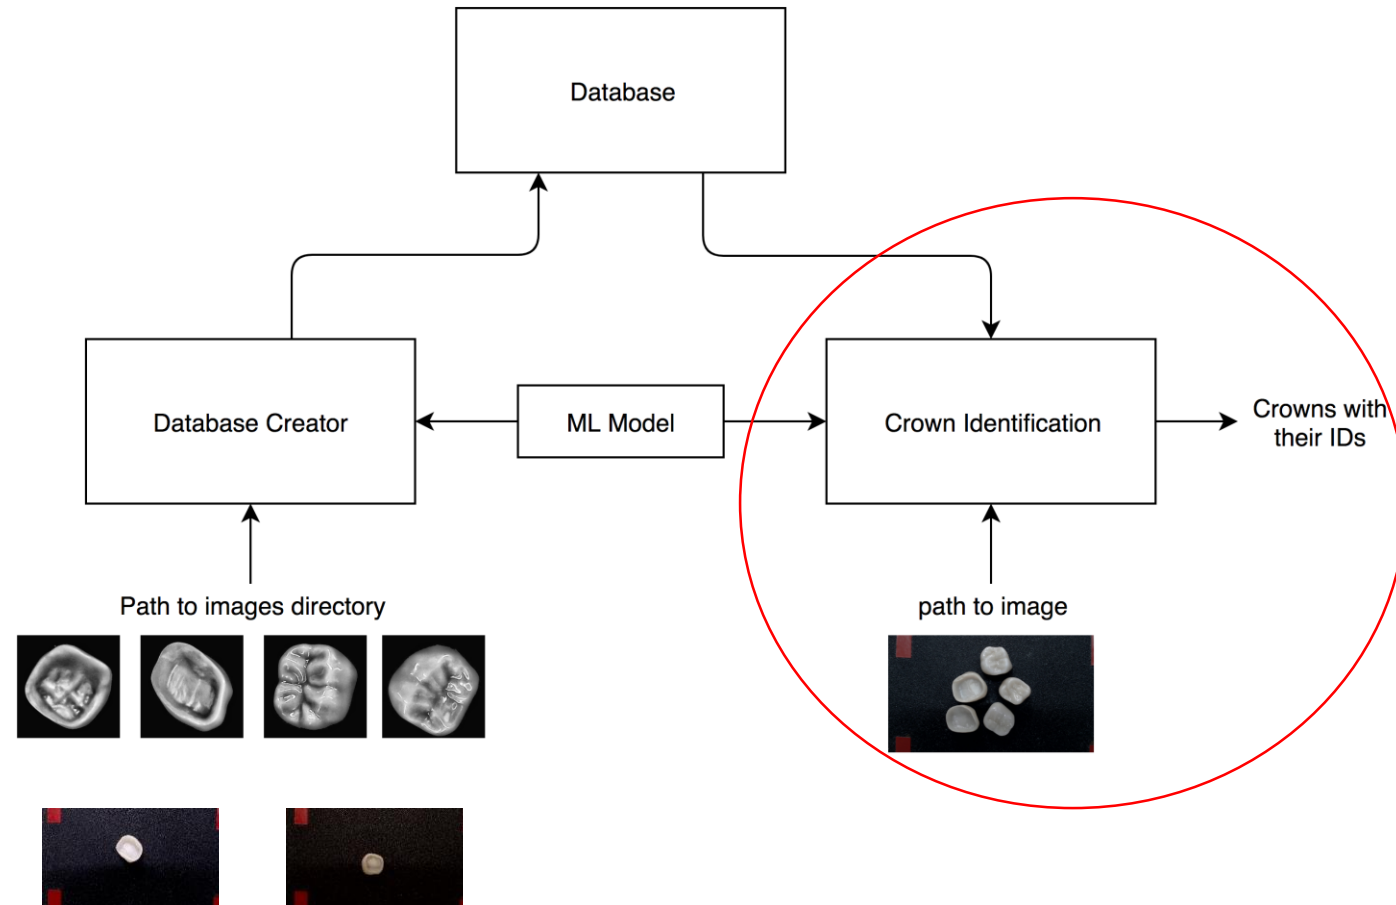 Database
Database Creator
ML Model
Crown Identification
Crowns with
their IDs
Path to images directory
path to image